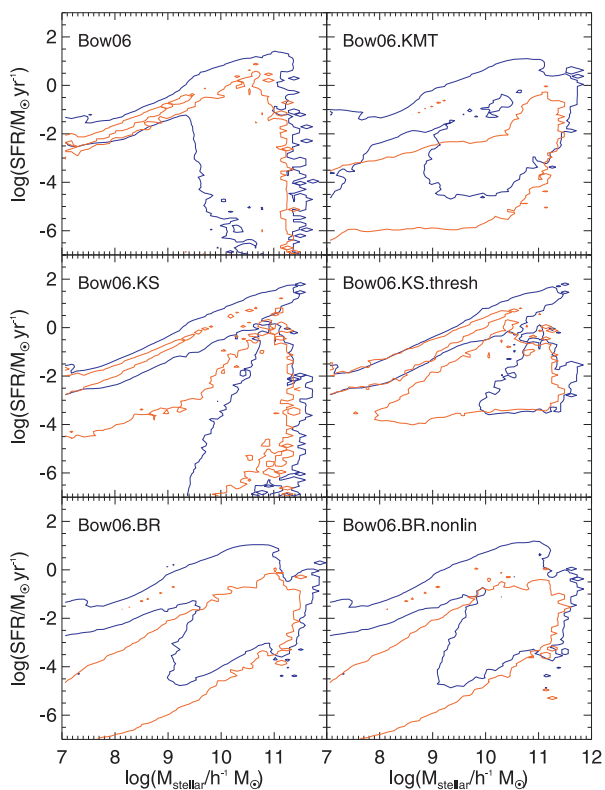 Bow06
Bow06.KMT
2
0
-2
-4
-6
log(SFR/M☉ yr⁻¹)
Bow06.KS
Bow06.KS.thresh
2
0
-2
-4
-6
log(SFR/M☉ yr⁻¹)
Bow06.BR
Bow06.BR.nonlin
2
0
-2
-4
-6
log(SFR/M☉ yr⁻¹)
7 8 9 10 11 7 8 9 10 11 12
log(Mstellar/h⁻¹ M☉) log(Mstellar/h⁻¹ M☉)